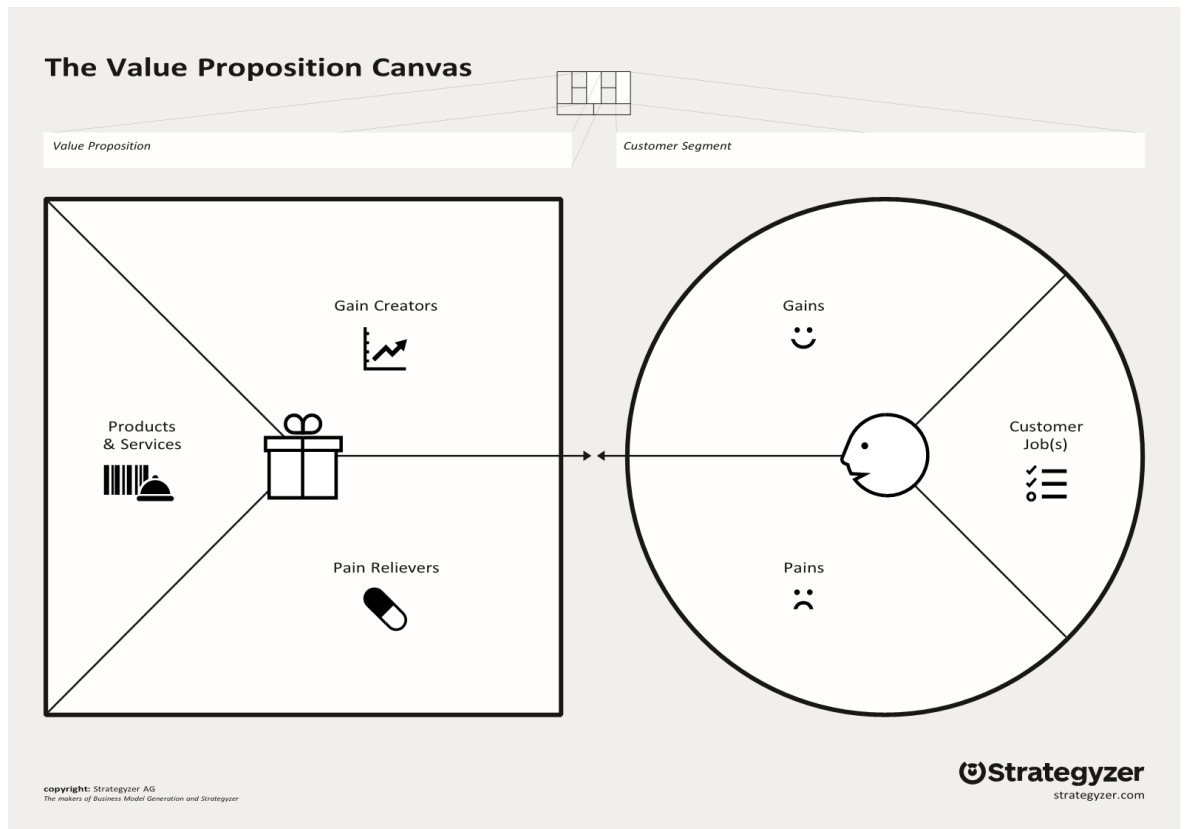 The Value Proposition Canvas
Value Proposition
Customer Segment
Gain Creators
Gains
Products
& Services
Customer
Job(s)
Pain Relievers
Pains
Strategyzer
strategyzer.com
copyright: Strategyzer AG
The makers of Business Model Generation and Strategyzer